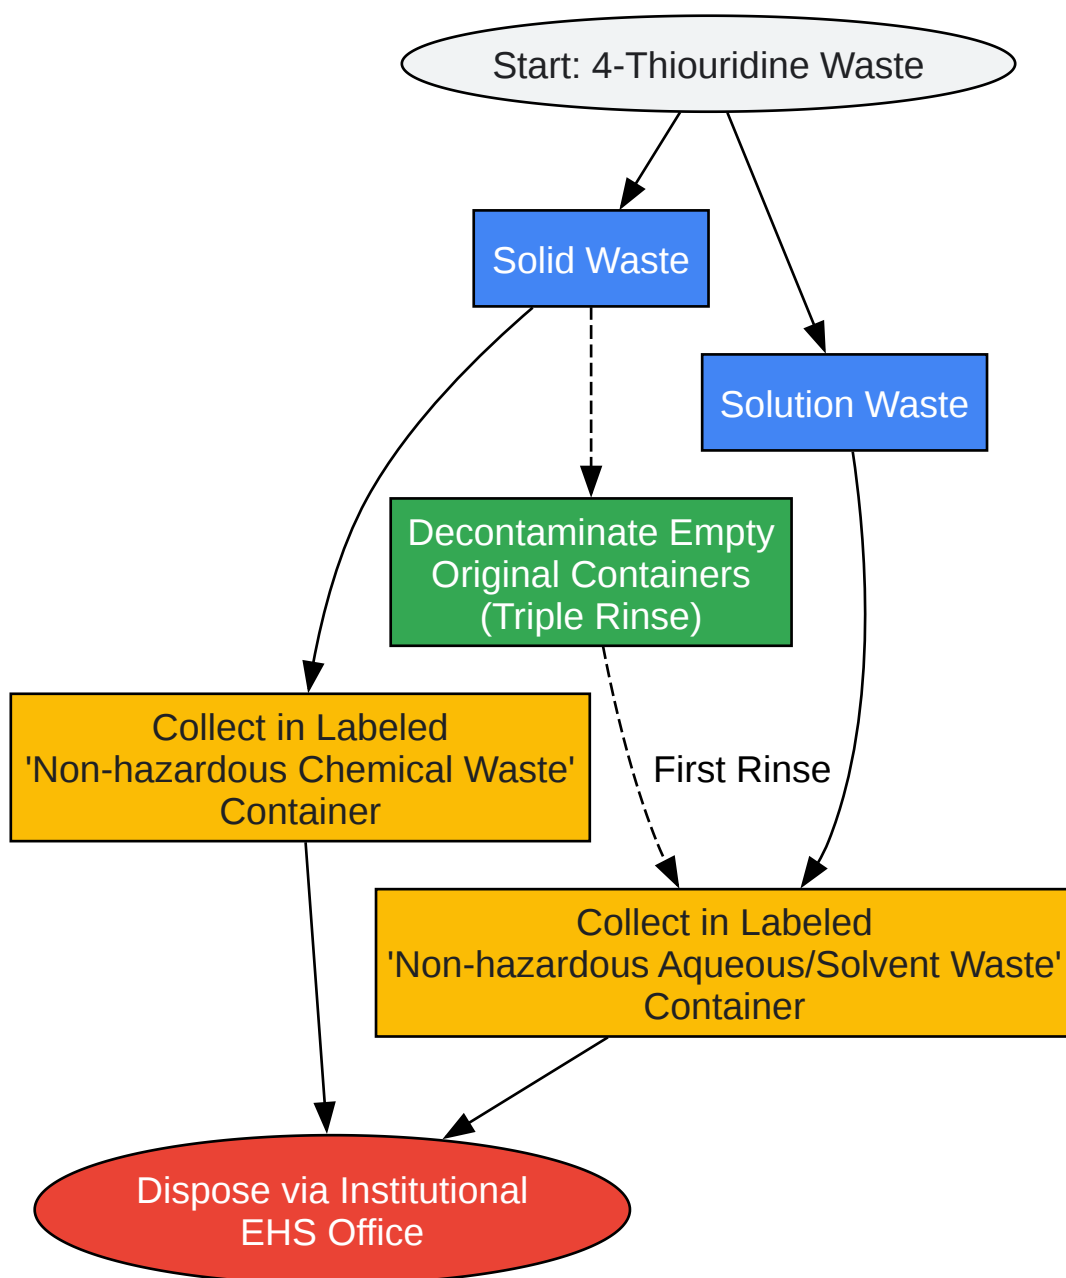 Start: 4-Thiouridine Waste
Solid Waste
Solution Waste
Decontaminate Empty
Original Containers
(Triple Rinse)
Collect in Labeled
'Non-hazardous Chemical Waste'
Container
First Rinse
Collect in Labeled
'Non-hazardous Aqueous/Solvent Waste'
Container
Dispose via Institutional
EHS Office